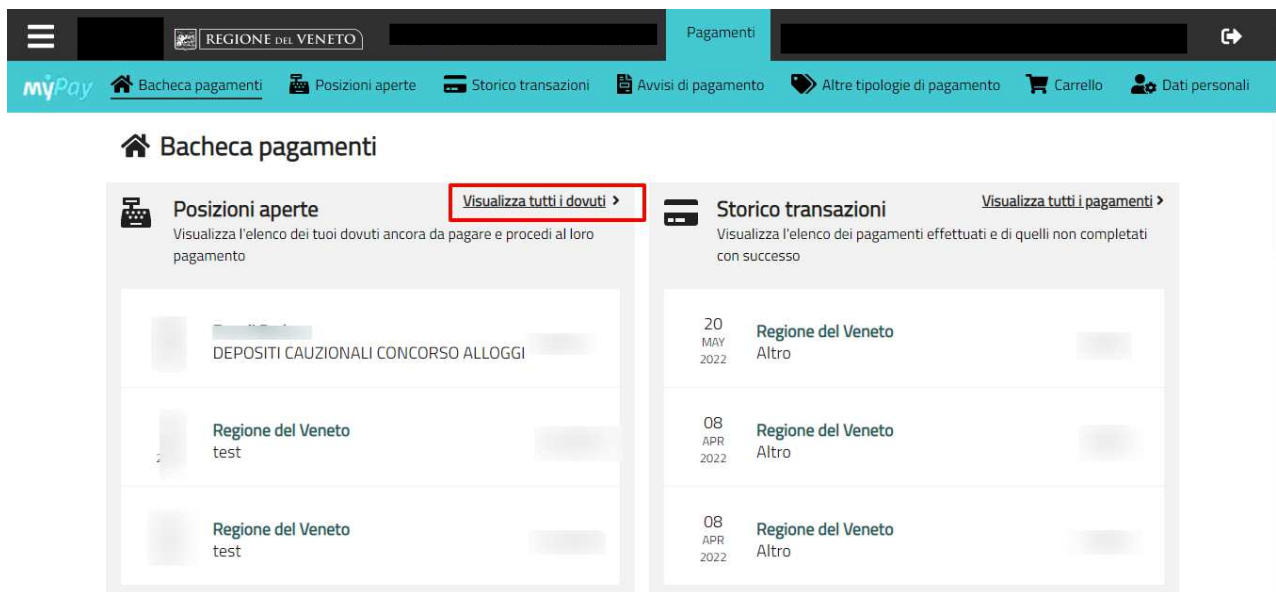 REGIONE DEL VENETO
Pagamenti
myPay
Bacheca pagamenti
Posizioni aperte
Storico transazioni
Avvisi di pagamento
Altre tipologie di pagamento
Carrello
Dati personali
Bacheca pagamenti
Posizioni aperte
Visualizza tutti i dovuti >
Visualizza l'elenco dei tuoi dovuti ancora da pagare e procedi al loro
pagamento
DEPOSITI CAUZIONALI CONCORSO ALLOGGI
Regione del Veneto
test
Regione del Veneto
test
Storico transazioni
Visualizza tutti i pagamenti >
Visualizza l'elenco dei pagamenti effettuati e di quelli non completati
con successo
20
MAY
2022
Regione del Veneto
Altro
08
APR
2022
Regione del Veneto
Altro
08
APR
2022
Regione del Veneto
Altro